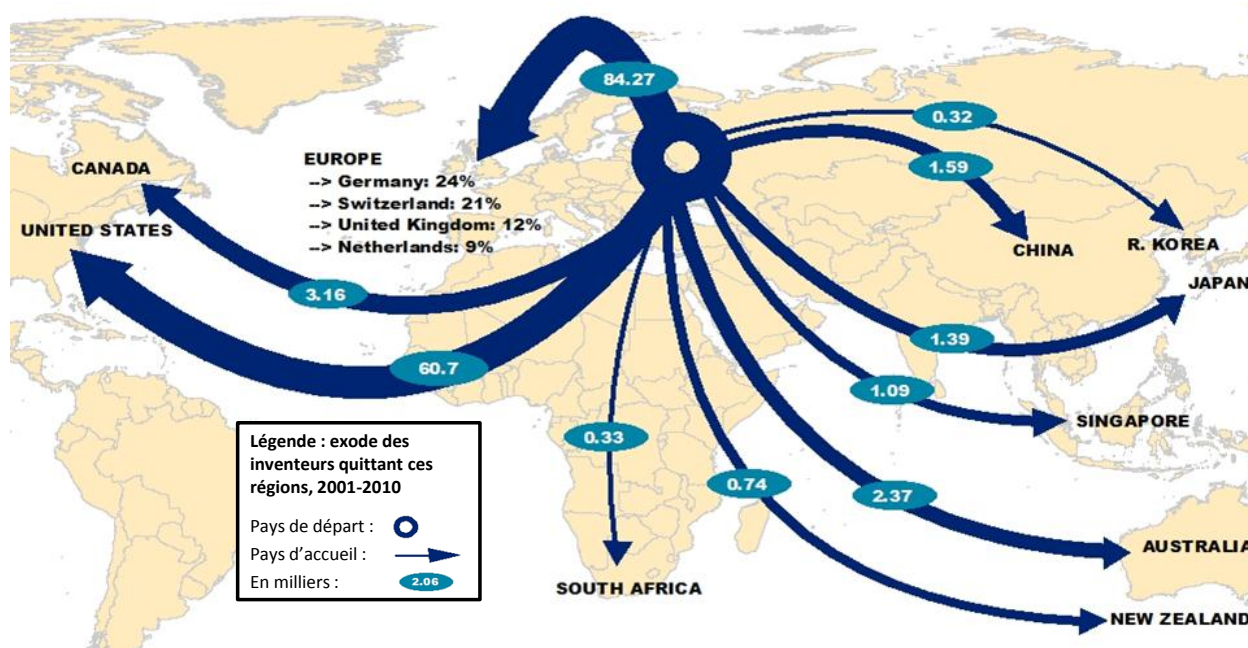 84.27
0.32
1.59
EUROPE
--> Germany: 24%
--> Switzerland: 21%
--> United Kingdom: 12%
--> Netherlands: 9%
CANADA
UNITED STATES
CHINA
R. KOREA
JAPAN
3.16
60.7
1.39
1.09
SINGAPORE
0.33
0.74
2.37
AUSTRALIA
SOUTH AFRICA
NEW ZEALAND
Légende : exode des
inventeurs quittant ces
régions, 2001-2010
Pays de départ :
Pays d’accueil :
En milliers :
2.06